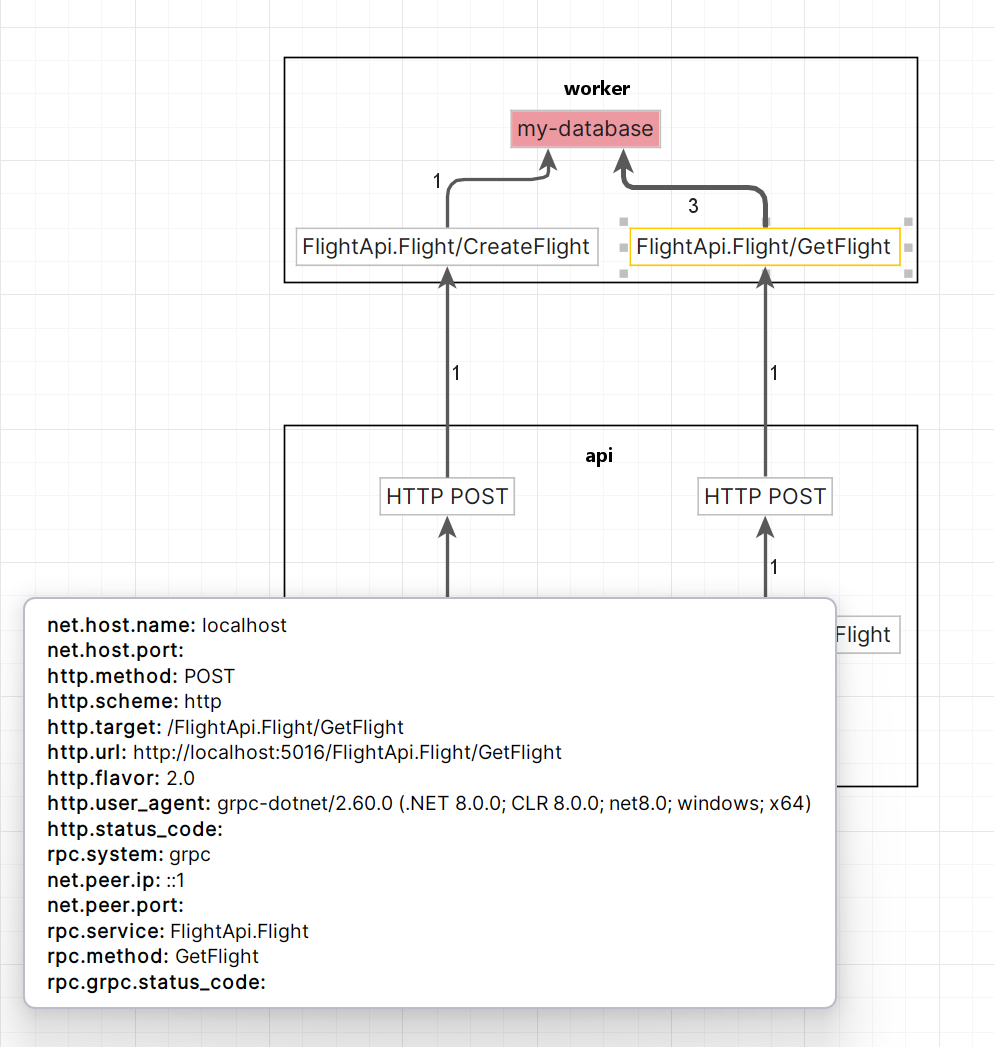 worker
my-database
1
3
FlightApi.Flight/CreateFlight
FlightApi.Flight/GetFlight
1
1
api
HTTP POST
HTTP POST
1
Flight
net.host.name: localhost
net.host.port:
http.method: POST
http.scheme: http
http.target: /FlightApi.Flight/GetFlight
http.url: http://localhost:5016/FlightApi.Flight/GetFlight
http.flavor: 2.0
http.user_agent: grpc-dotnet/2.60.0 (.NET 8.0.0; CLR 8.0.0; net8.0; windows; x64)
http.status_code:
rpc.system: grpc
net.peer.ip: ::1
net.peer.port:
rpc.service: FlightApi.Flight
rpc.method: GetFlight
rpc.grpc.status_code: